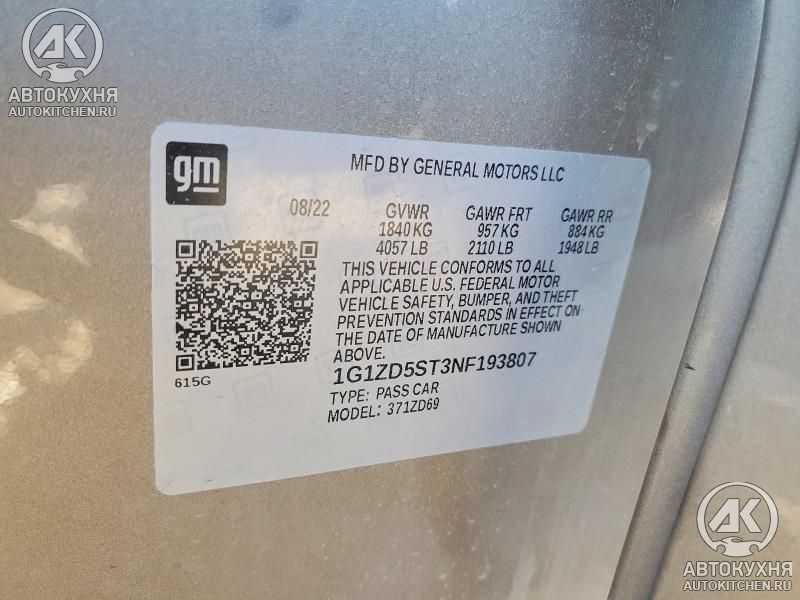 AK
АВТОКУХНЯ
AUTOKITCHEN.RU
gm
MFD BY GENERAL MOTORS LLC
08/22 GVWR GAWR FRT GAWR RR
1840 KG 957 KG 884 KG
4057 LB 2110 LB 1948 LB
THIS VEHICLE CONFORMS TO ALL
APPLICABLE U.S. FEDERAL MOTOR
VEHICLE SAFETY, BUMPER, AND THEFT
PREVENTION STANDARDS IN EFFECT ON
THE DATE OF MANUFACTURE SHOWN
ABOVE.
615G
1G1ZD5ST3NF193807
TYPE: PASS CAR
MODEL: 371ZD69
AK
АВТОКУХНЯ
AUTOKITCHEN.RU